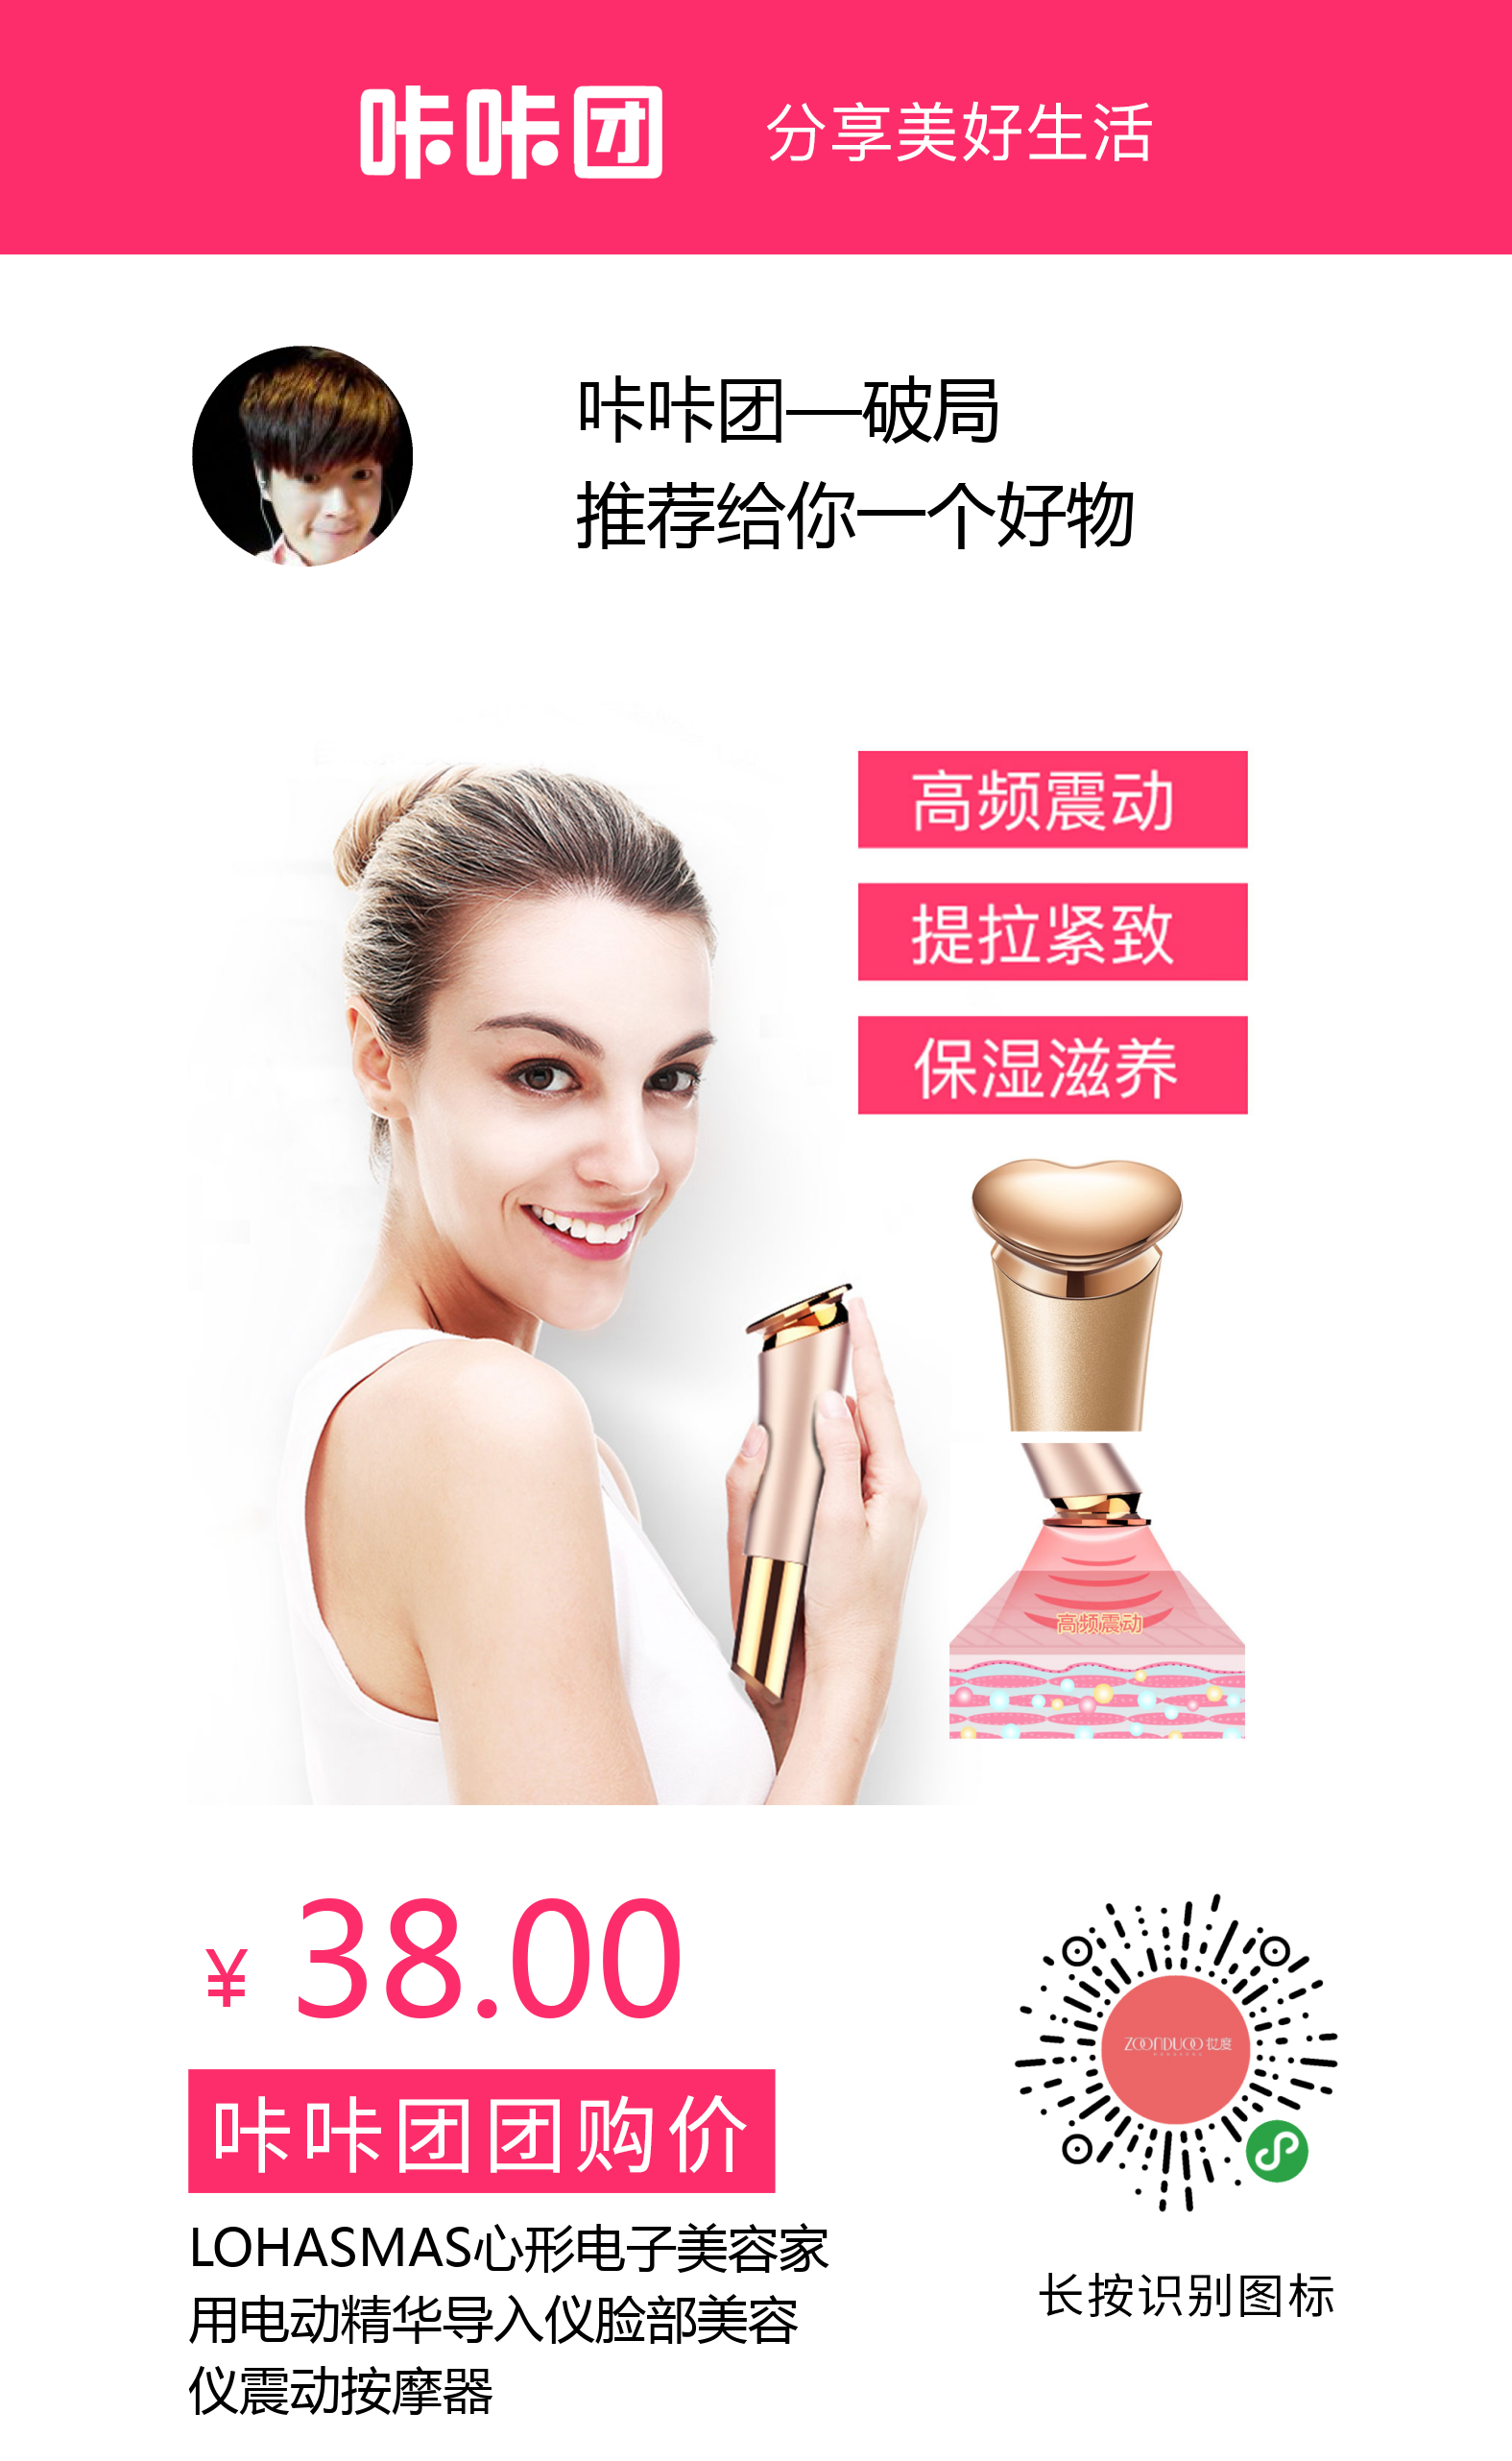 咔咔团 分享美好生活
咔咔团—破局
推荐给你一个好物
高频震动
提拉紧致
保湿滋养
高频震动
¥ 38.00
咔咔团团购价
LOHASMAS心形电子美容家
用电动精华导入仪脸部美容
仪震动按摩器
ZOONDUOO
长按识别图标